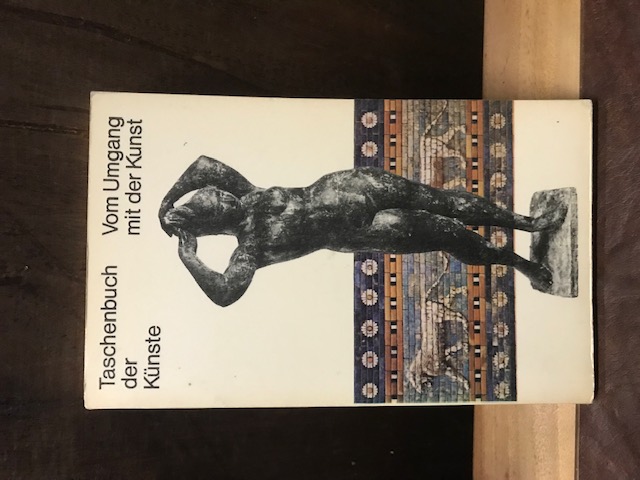 Taschenbuch
der
Künste
Vom Umgang
mit der Kunst